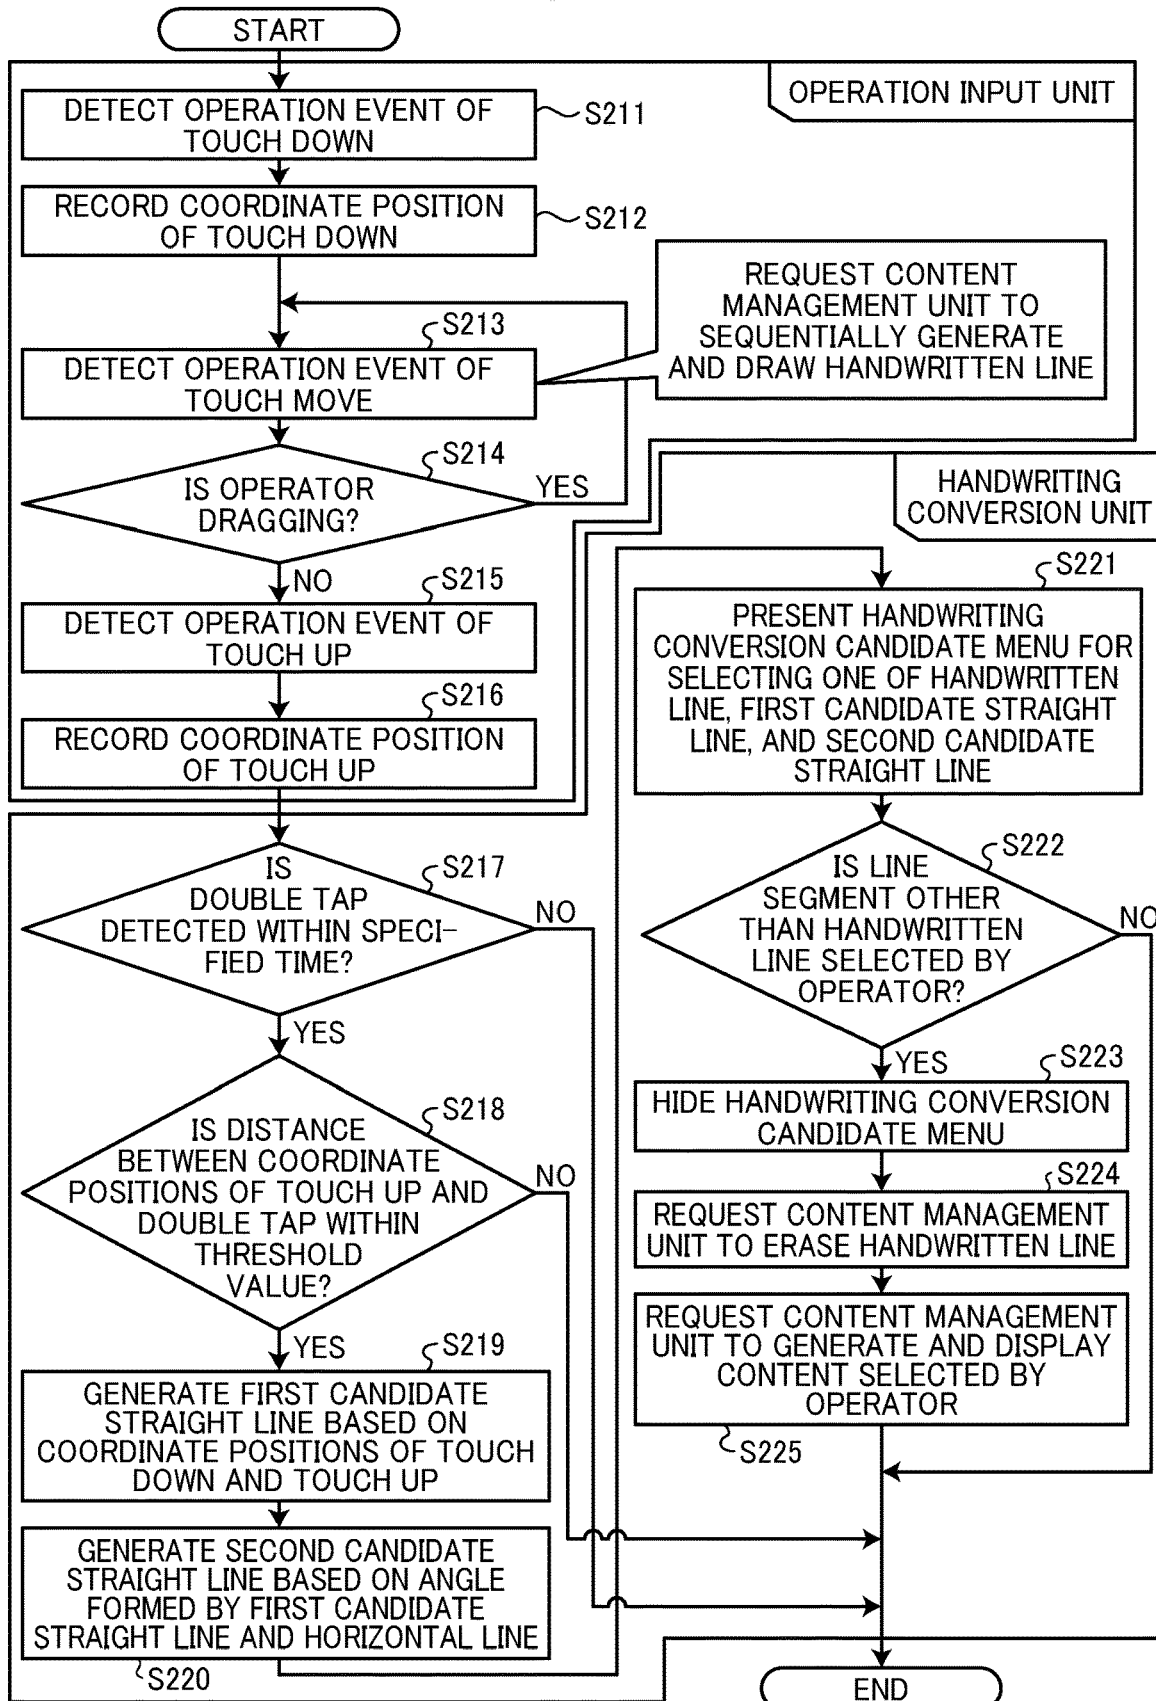 START
OPERATION INPUT UNIT
DETECT OPERATION EVENT OF
TOUCH DOWN
S211
RECORD COORDINATE POSITION
OF TOUCH DOWN
S212
REQUEST CONTENT
MANAGEMENT UNIT TO
SEQUENTIALLY GENERATE
AND DRAW HANDWRITTEN LINE
S213
DETECT OPERATION EVENT OF
TOUCH MOVE
S214
IS OPERATOR
DRAGGING?
YES
NO
S215
DETECT OPERATION EVENT OF
TOUCH UP
S216
RECORD COORDINATE POSITION
OF TOUCH UP
HANDWRITING
CONVERSION UNIT
S217
IS
DOUBLE TAP
DETECTED WITHIN SPECI-
FIED TIME?
NO
YES
S218
IS DISTANCE
BETWEEN COORDINATE
POSITIONS OF TOUCH UP AND
DOUBLE TAP WITHIN
THRESHOLD
VALUE?
NO
YES
S219
GENERATE FIRST CANDIDATE
STRAIGHT LINE BASED ON
COORDINATE POSITIONS OF TOUCH
DOWN AND TOUCH UP
GENERATE SECOND CANDIDATE
STRAIGHT LINE BASED ON ANGLE
FORMED BY FIRST CANDIDATE
STRAIGHT LINE AND HORIZONTAL LINE
S220
S221
PRESENT HANDWRITING
CONVERSION CANDIDATE MENU FOR
SELECTING ONE OF HANDWRITTEN
LINE, FIRST CANDIDATE STRAIGHT
LINE, AND SECOND CANDIDATE
STRAIGHT LINE
S222
IS LINE
SEGMENT OTHER
THAN HANDWRITTEN
LINE SELECTED BY
OPERATOR?
NO
YES
S223
HIDE HANDWRITING CONVERSION
CANDIDATE MENU
S224
REQUEST CONTENT MANAGEMENT
UNIT TO ERASE HANDWRITTEN LINE
REQUEST CONTENT MANAGEMENT
UNIT TO GENERATE AND DISPLAY
CONTENT SELECTED BY
OPERATOR
S225
END